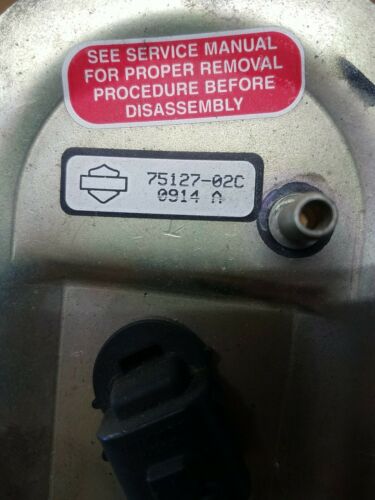 SEE SERVICE MANUAL
FOR PROPER REMOVAL
PROCEDURE BEFORE
DISASSEMBLY
75127-02C
0914 A